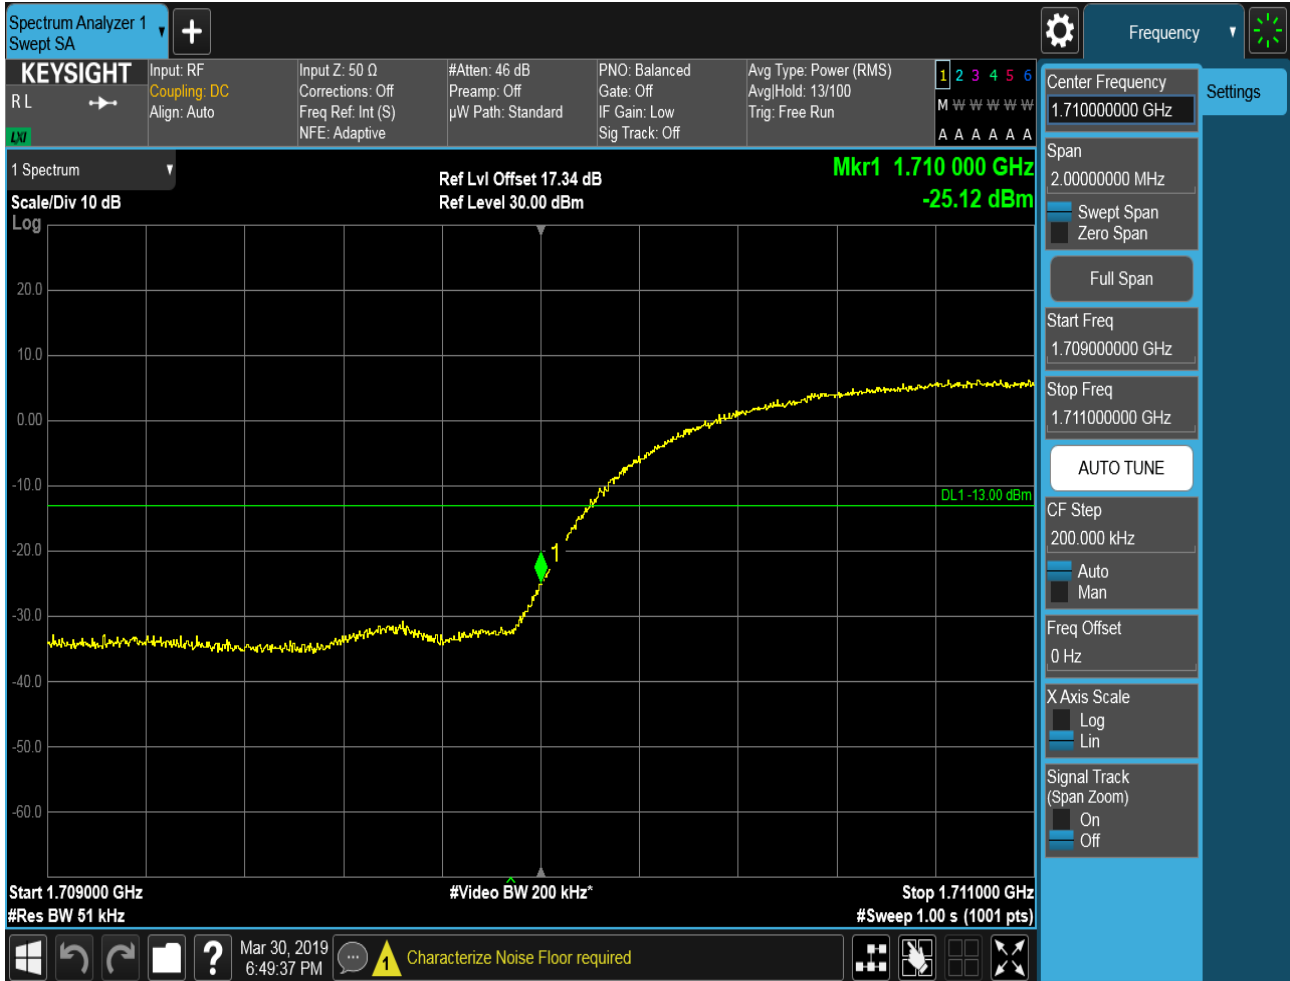 Spectrum Analyzer 1
Swept SA
Frequency
KEYSIGHT
R L
LXI
Input: RF
Coupling: DC
Align: Auto
Input Z: 50 Ω
Corrections: Off
Freq Ref: Int (S)
NFE: Adaptive
#Atten: 46 dB
Preamp: Off
µW Path: Standard
PNO: Balanced
Gate: Off
IF Gain: Low
Sig Track: Off
Avg Type: Power (RMS)
Avg|Hold: 13/100
Trig: Free Run
1 2 3 4 5 6
M W W W W W
A A A A A A
1 Spectrum
Scale/Div 10 dB
Log
Ref Lvl Offset 17.34 dB
Ref Level 30.00 dBm
Mkr1 1.710 000 GHz
-25.12 dBm
20.0
10.0
0.00
-10.0
DL1 -13.00 dBm
-20.0
1
-30.0
-40.0
-50.0
-60.0
Start 1.709000 GHz
#Res BW 51 kHz
#Video BW 200 kHz*
Stop 1.711000 GHz
#Sweep 1.00 s (1001 pts)
Center Frequency
1.710000000 GHz
Settings
Span
2.00000000 MHz
Swept Span
Zero Span
Full Span
Start Freq
1.709000000 GHz
Stop Freq
1.711000000 GHz
AUTO TUNE
CF Step
200.000 kHz
Auto
Man
Freq Offset
0 Hz
X Axis Scale
Log
Lin
Signal Track
(Span Zoom)
On
Off
?
Mar 30, 2019
6:49:37 PM
1
Characterize Noise Floor required